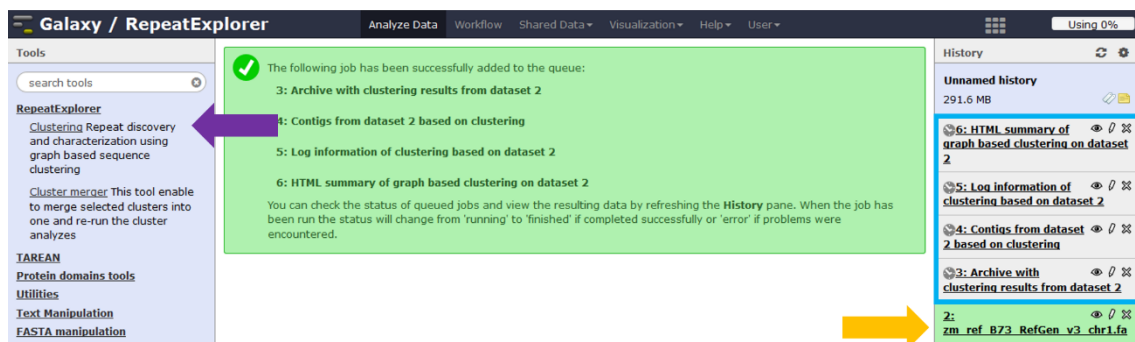 Galaxy / RepeatExplorer
Analyze Data Workflow Shared Data Visualization Help User
Using 0%
Tools
search tools
RepeatExplorer
Clustering Repeat discovery
and characterization using
graph based sequence
clustering
Cluster merger This tool enable
to merge selected clusters into
one and re-run the cluster
analyzes
TAREAN
Protein domains tools
Utilities
Text Manipulation
FASTA manipulation
The following job has been successfully added to the queue:
3: Archive with clustering results from dataset 2
4: Contigs from dataset 2 based on clustering
5: Log information of clustering based on dataset 2
6: HTML summary of graph based clustering on dataset 2
You can check the status of queued jobs and view the resulting data by refreshing the History pane. When the job has
been run the status will change from 'running' to 'finished' if completed successfully or 'error' if problems were
encountered.
History
Unnamed history
291.6 MB
6: HTML summary of
graph based clustering on dataset
2
5: Log information of
clustering based on dataset 2
4: Contigs from dataset
2 based on clustering
3: Archive with
clustering results from dataset 2
2:
zm_ref_B73_RefGen_v3_chr1.fa